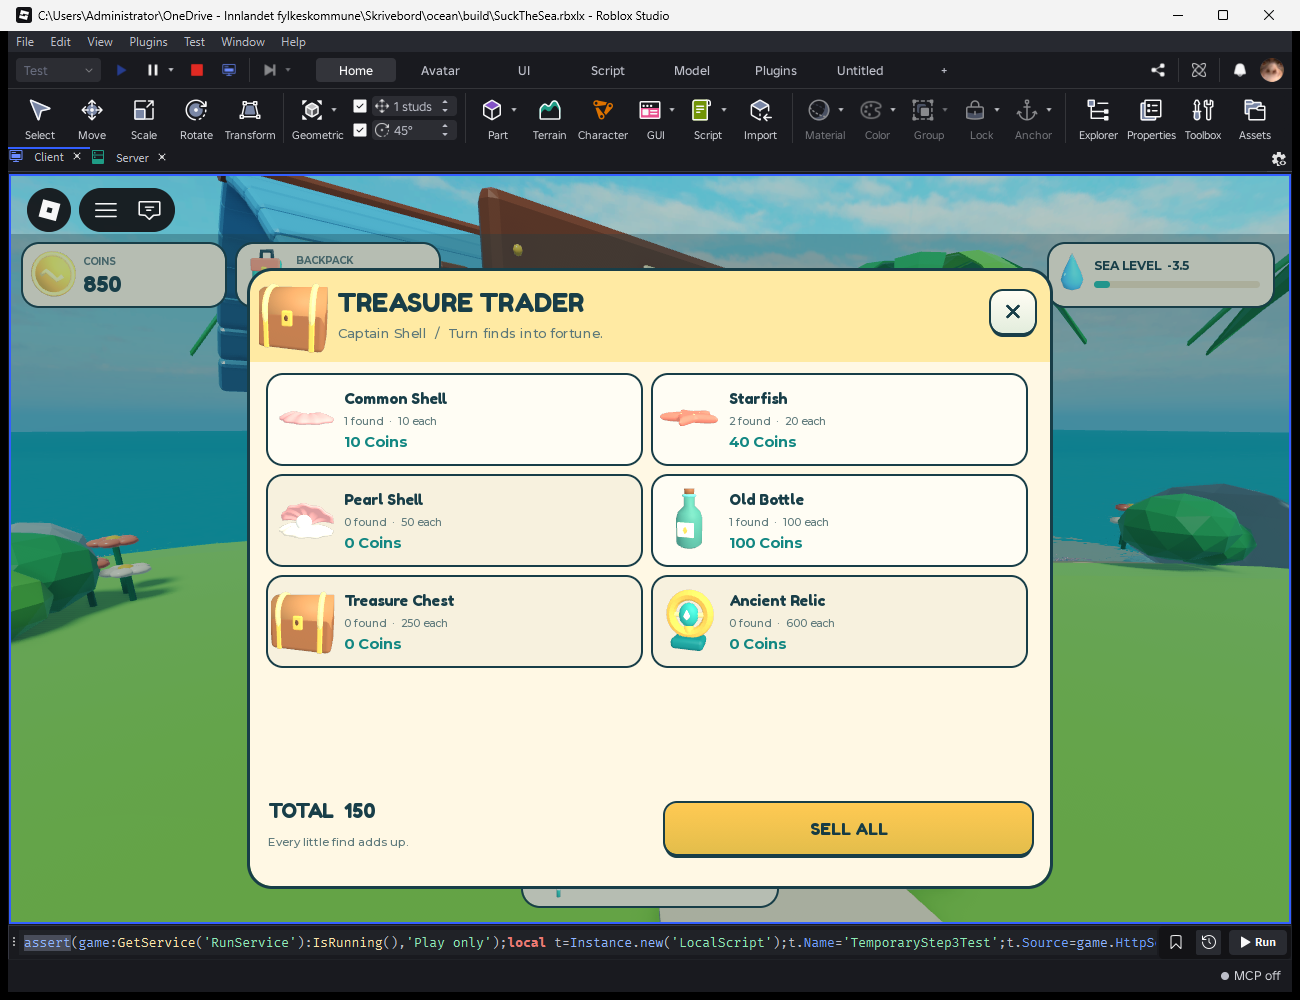 C:\Users\Administrator\OneDrive - Innlandet fylkeskommune\Skrivebord\ocean\build\SuckTheSea.rbxlx - Roblox Studio
File Edit View Plugins Test Window Help
Test Home Avatar UI Script Model Plugins Untitled +
1 studs
45°
Select Move Scale Rotate Transform Geometric Part Terrain Character GUI Script Import Material Color Group Lock Anchor Explorer Properties Toolbox Assets
Client Server
COINS
850
BACKPACK
SEA LEVEL -3.5
TREASURE TRADER
Captain Shell / Turn finds into fortune.
Common Shell
1 found · 10 each
10 Coins
Starfish
2 found · 20 each
40 Coins
Pearl Shell
0 found · 50 each
0 Coins
Old Bottle
1 found · 100 each
100 Coins
Treasure Chest
0 found · 250 each
0 Coins
Ancient Relic
0 found · 600 each
0 Coins
TOTAL 150
Every little find adds up.
SELL ALL
assert(game:GetService('RunService'):IsRunning(),'Play only');local t=Instance.new('LocalScript');t.Name='TemporaryStep3Test';t.Source=game.HttpS
Run
MCP off